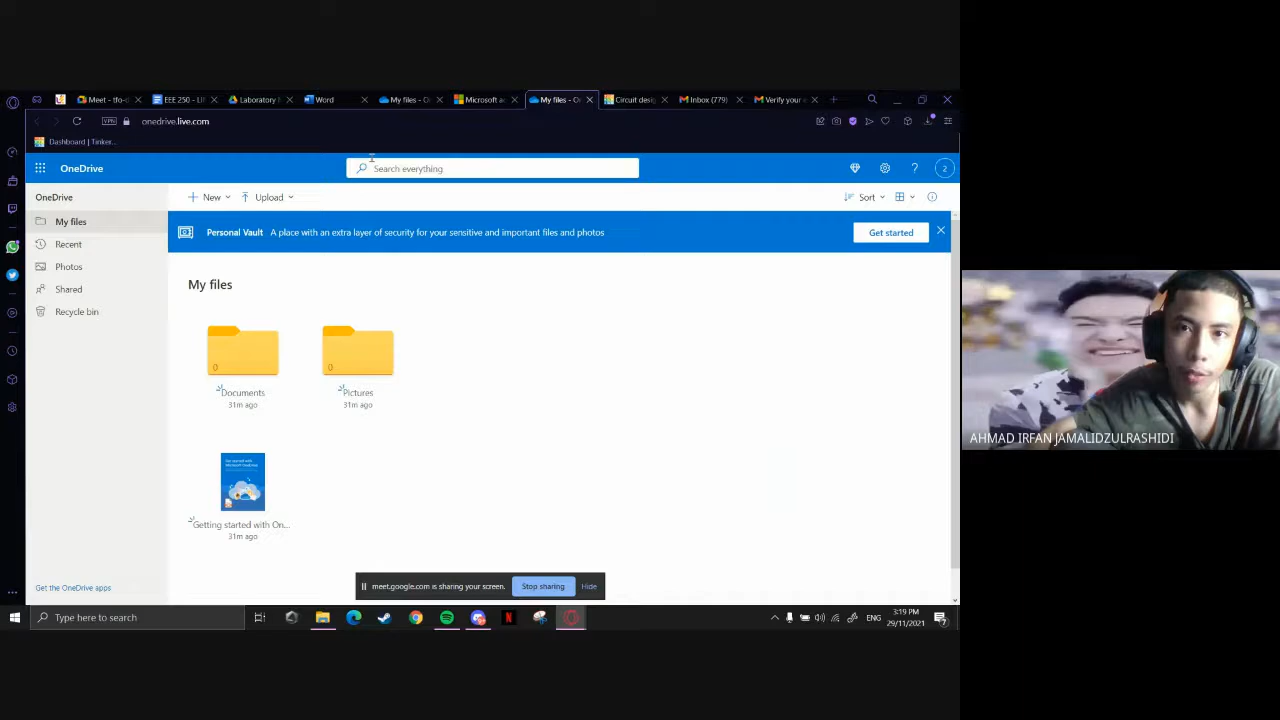 Meet - tfo-d
EEE 250 - LI
Laboratory M
Word
My files - On
Microsoft ac
My files - O
Circuit desig
Inbox (779)
Verify your e
VPN
onedrive.live.com
Dashboard | Tinker...
OneDrive
Search everything
?
2
OneDrive
New
Upload
Sort
My files
Personal Vault A place with an extra layer of security for your sensitive and important files and photos
Get started
Recent
Photos
Shared
Recycle bin
My files
0
0
Documents
Pictures
31m ago
31m ago
Getting started with On...
31m ago
Get the OneDrive apps
meet.google.com is sharing your screen.
Stop sharing
Hide
AHMAD IRFAN JAMALIDZULRASHIDI
Type here to search
ENG
3:19 PM
29/11/2021